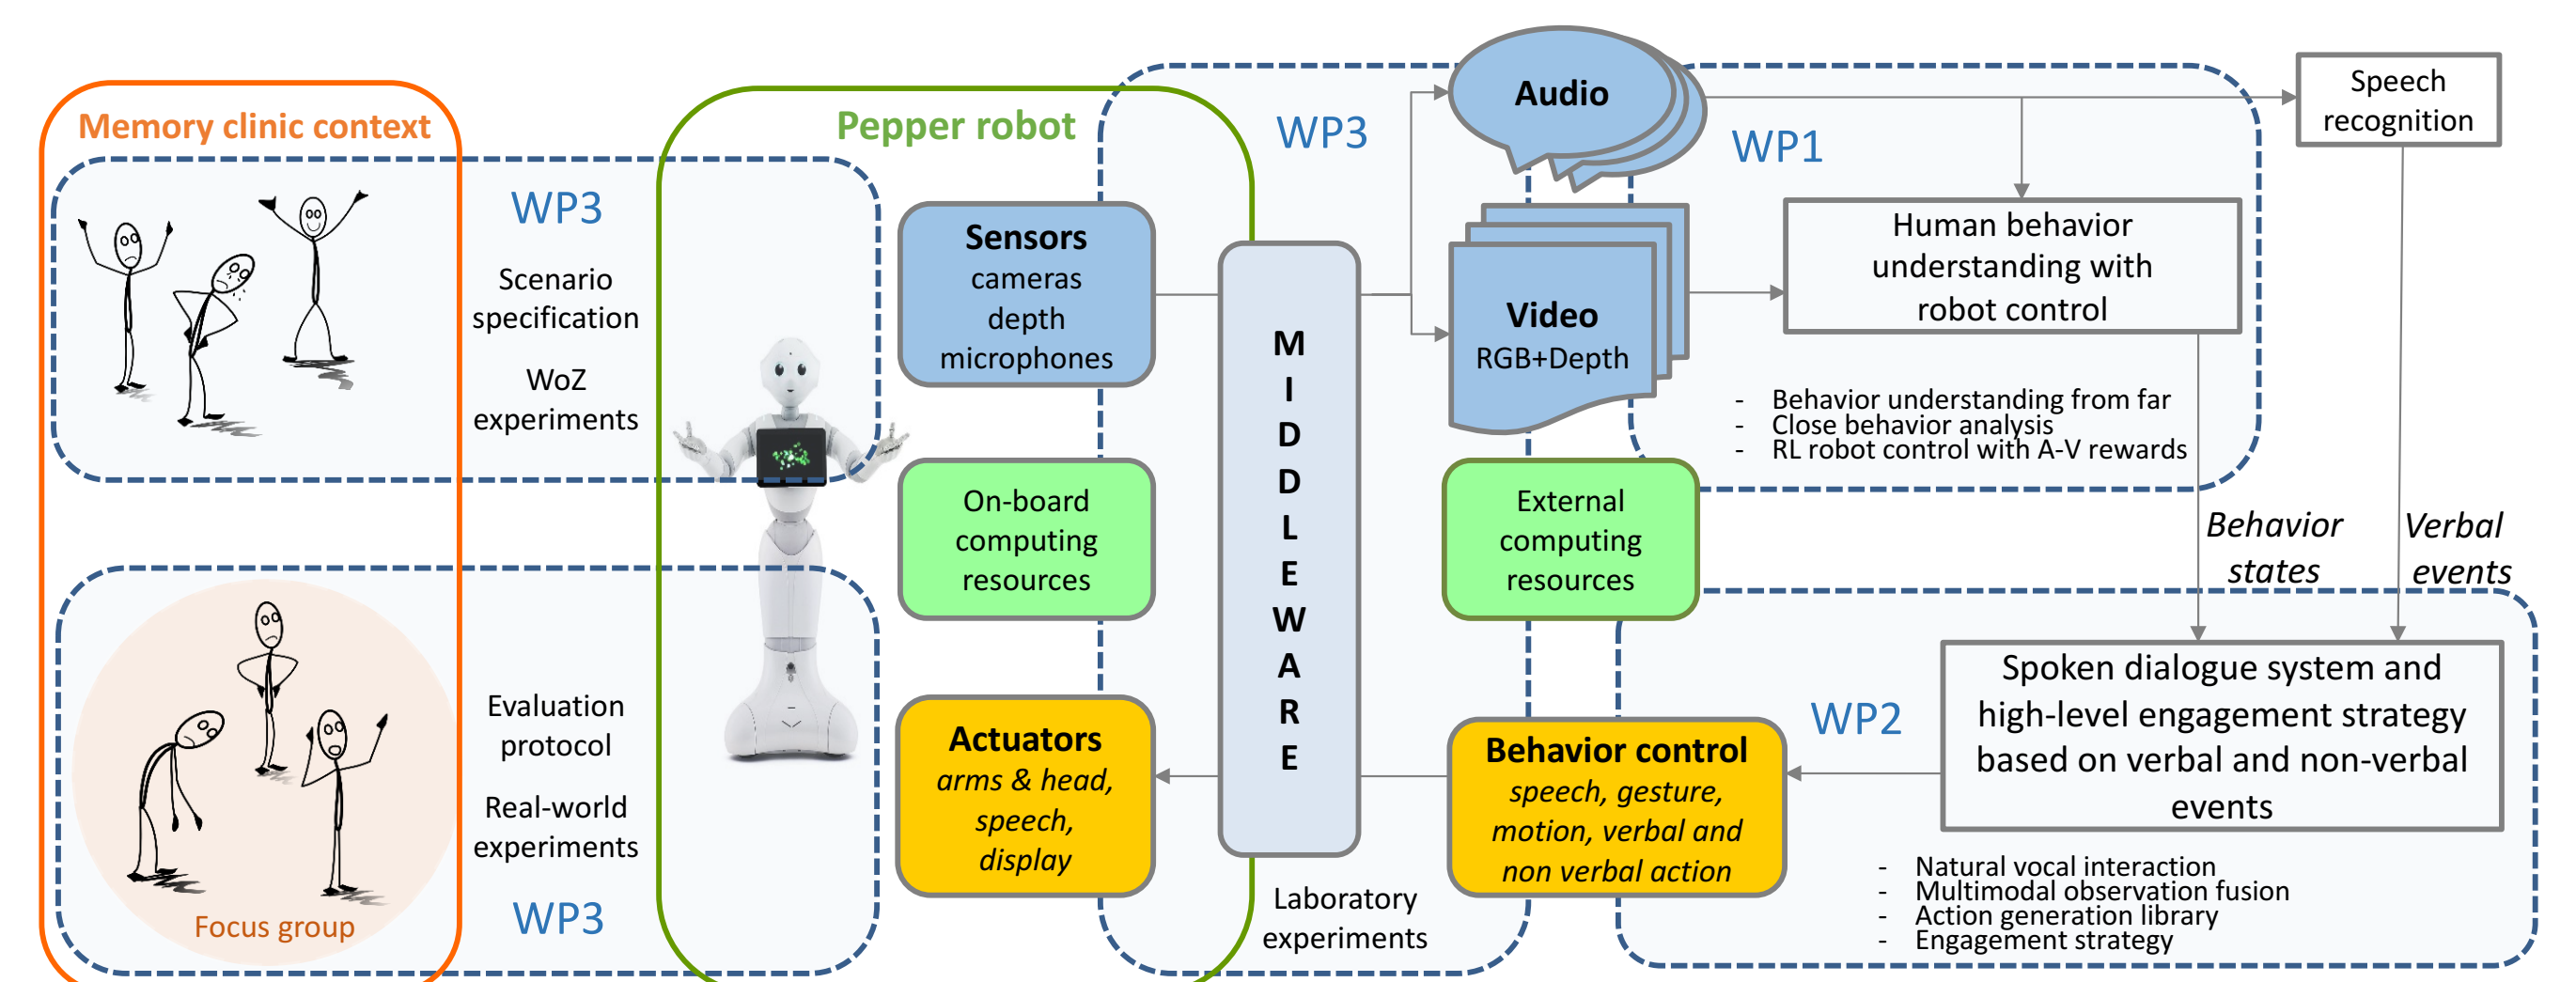 Memory clinic context
WP3
Scenario
specification
WoZ
experiments
Evaluation
protocol
Real-world
experiments
WP3
Focus group
Pepper robot
Sensors
cameras
depth
microphones
On-board
computing
resources
Actuators
arms & head,
speech,
display
M
I
D
D
L
E
W
A
R
E
WP3
Laboratory
experiments
Audio
Video
RGB+Depth
External
computing
resources
Behavior control
speech, gesture,
motion, verbal and
non verbal action
WP1
Speech
recognition
Human behavior
understanding with
robot control
- Behavior understanding from far
- Close behavior analysis
- RL robot control with A-V rewards
Behavior
states
Verbal
events
WP2
Spoken dialogue system and
high-level engagement strategy
based on verbal and non-verbal
events
- Natural vocal interaction
- Multimodal observation fusion
- Action generation library
- Engagement strategy